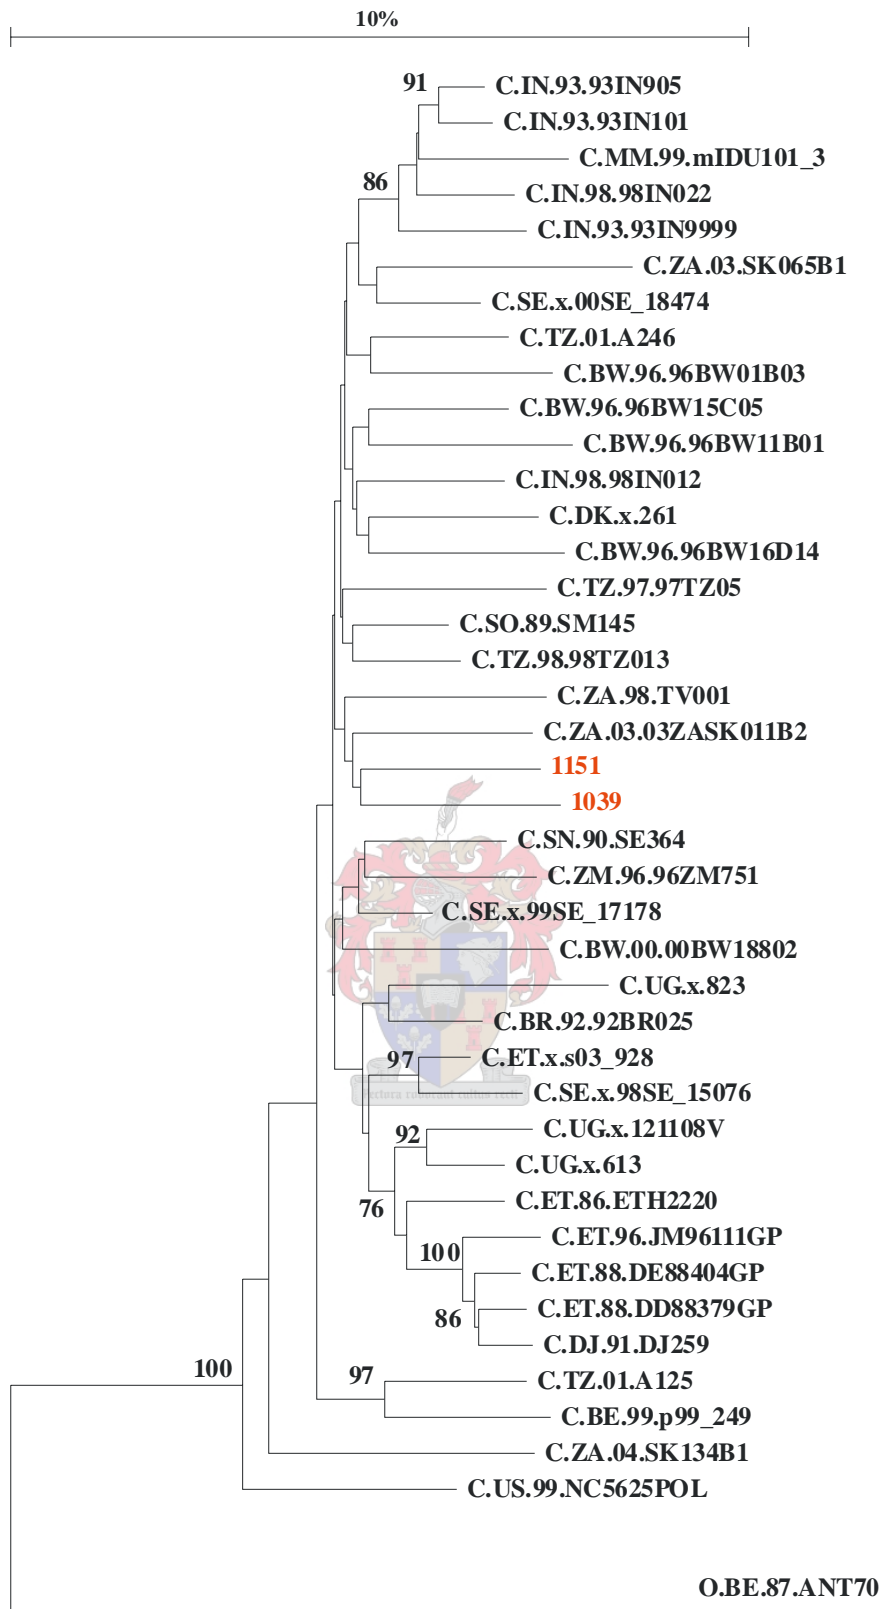 10%
91
C.IN.93.93IN905
C.IN.93.93IN101
C.MM.99.mIDU101_3
86
C.IN.98.98IN022
C.IN.93.93IN9999
C.ZA.03.SK065B1
C.SE.x.00SE_18474
C.TZ.01.A246
C.BW.96.96BW01B03
C.BW.96.96BW15C05
C.BW.96.96BW11B01
C.IN.98.98IN012
C.DK.x.261
C.BW.96.96BW16D14
C.TZ.97.97TZ05
C.SO.89.SM145
C.TZ.98.98TZ013
C.ZA.98.TV001
C.ZA.03.03ZASK011B2
1151
1039
C.SN.90.SE364
C.ZM.96.96ZM751
C.SE.x.99SE_17178
C.BW.00.00BW18802
C.UG.x.823
C.BR.92.92BR025
97
C.ET.x.s03_928
C.SE.x.98SE_15076
Pectora roborant cultus recti
C.UG.x.121108V
92
C.UG.x.613
76
C.ET.86.ETH2220
C.ET.96.JM96111GP
100
C.ET.88.DE88404GP
C.ET.88.DD88379GP
86
C.DJ.91.DJ259
100
97
C.TZ.01.A125
C.BE.99.p99_249
C.ZA.04.SK134B1
C.US.99.NC5625POL
O.BE.87.ANT70